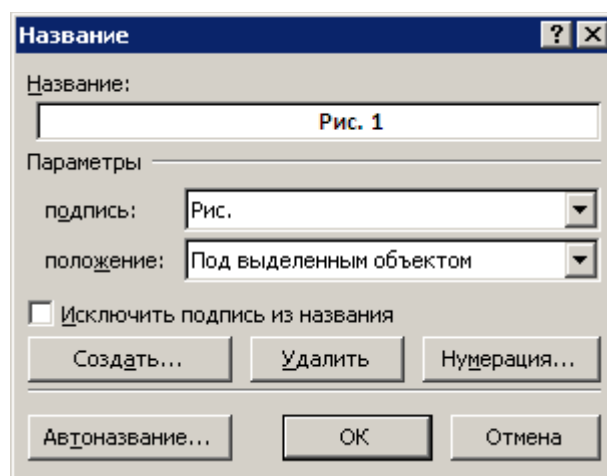 Название
Название:
Рис. 1
Параметры
подпись: Рис.
положение: Под выделенным объектом
Исключить подпись из названия
Создать... Удалить Нумерация...
Автоназвание... ОК Отмена